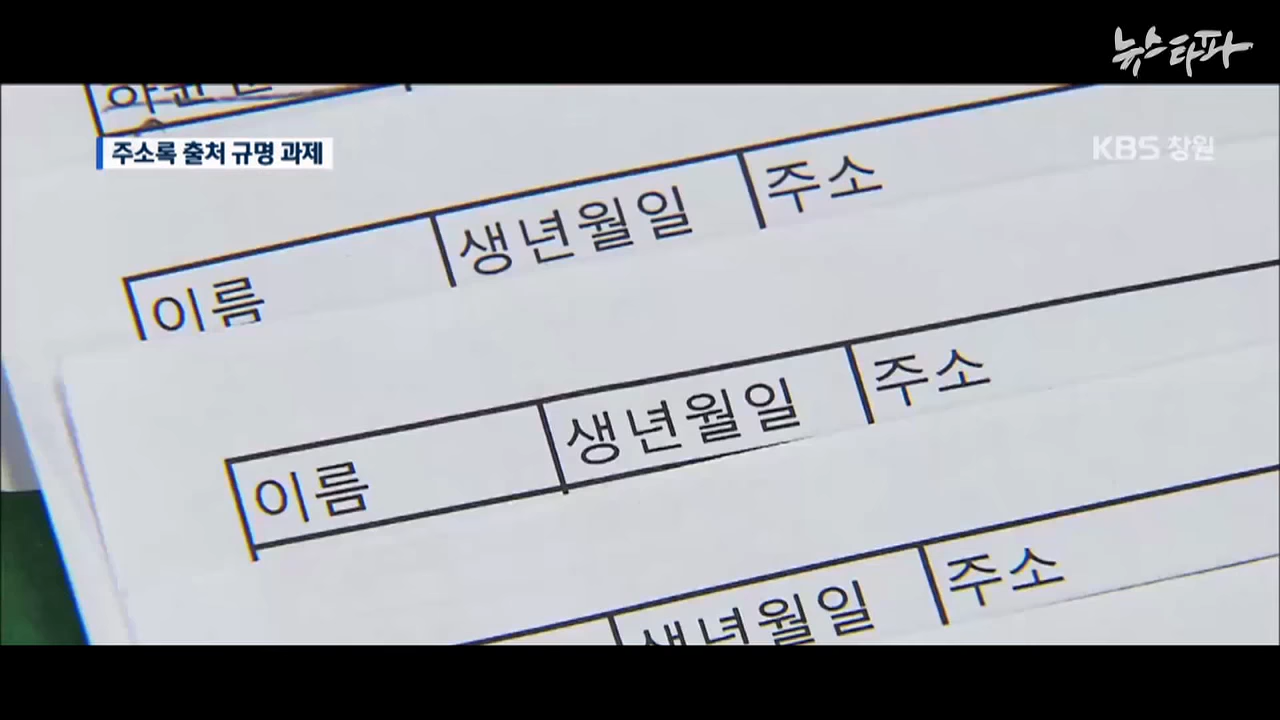 뉴스타파
주소록 출처 규명 과제
KBS 창원
이름 생년월일 주소
이름 생년월일 주소
생년월일 주소